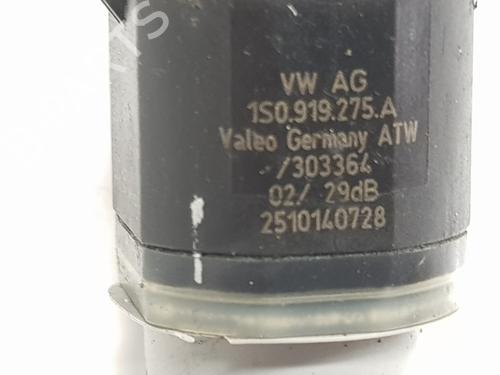 VW AG
1S0.919.275.A
Valeo Germany ATW
/303364
02/ 29dB
2510140728